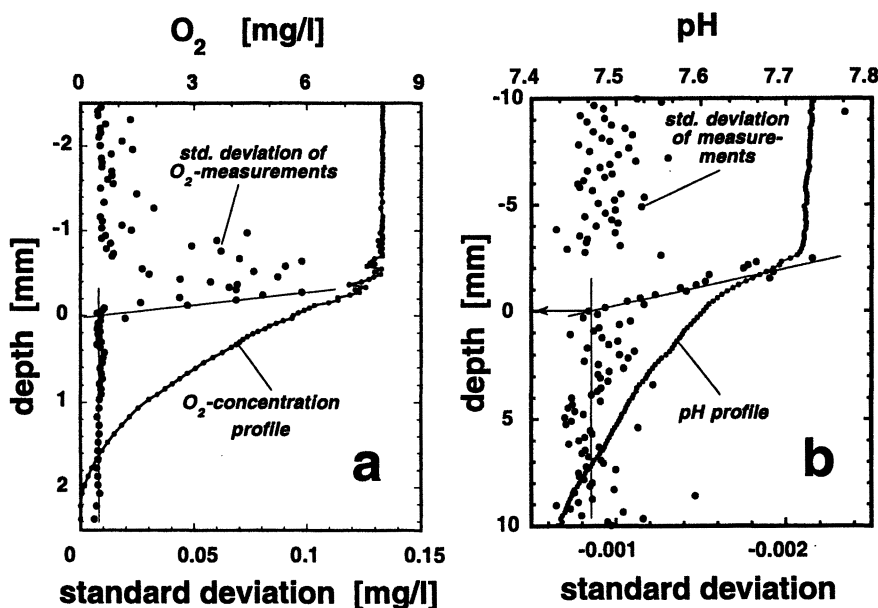 O2 [mg/l]
0 3 6 9
-2
-1
0
1
2
depth [mm]
std. deviation of
O2-measurements
O2-concentration
profile
a
0 0.05 0.1 0.15
standard deviation [mg/l]
pH
7.4 7.5 7.6 7.7 7.8
-10
-5
0
5
10
depth [mm]
std. deviation
of measure-
ments
pH profile
b
-0.001 -0.002
standard deviation